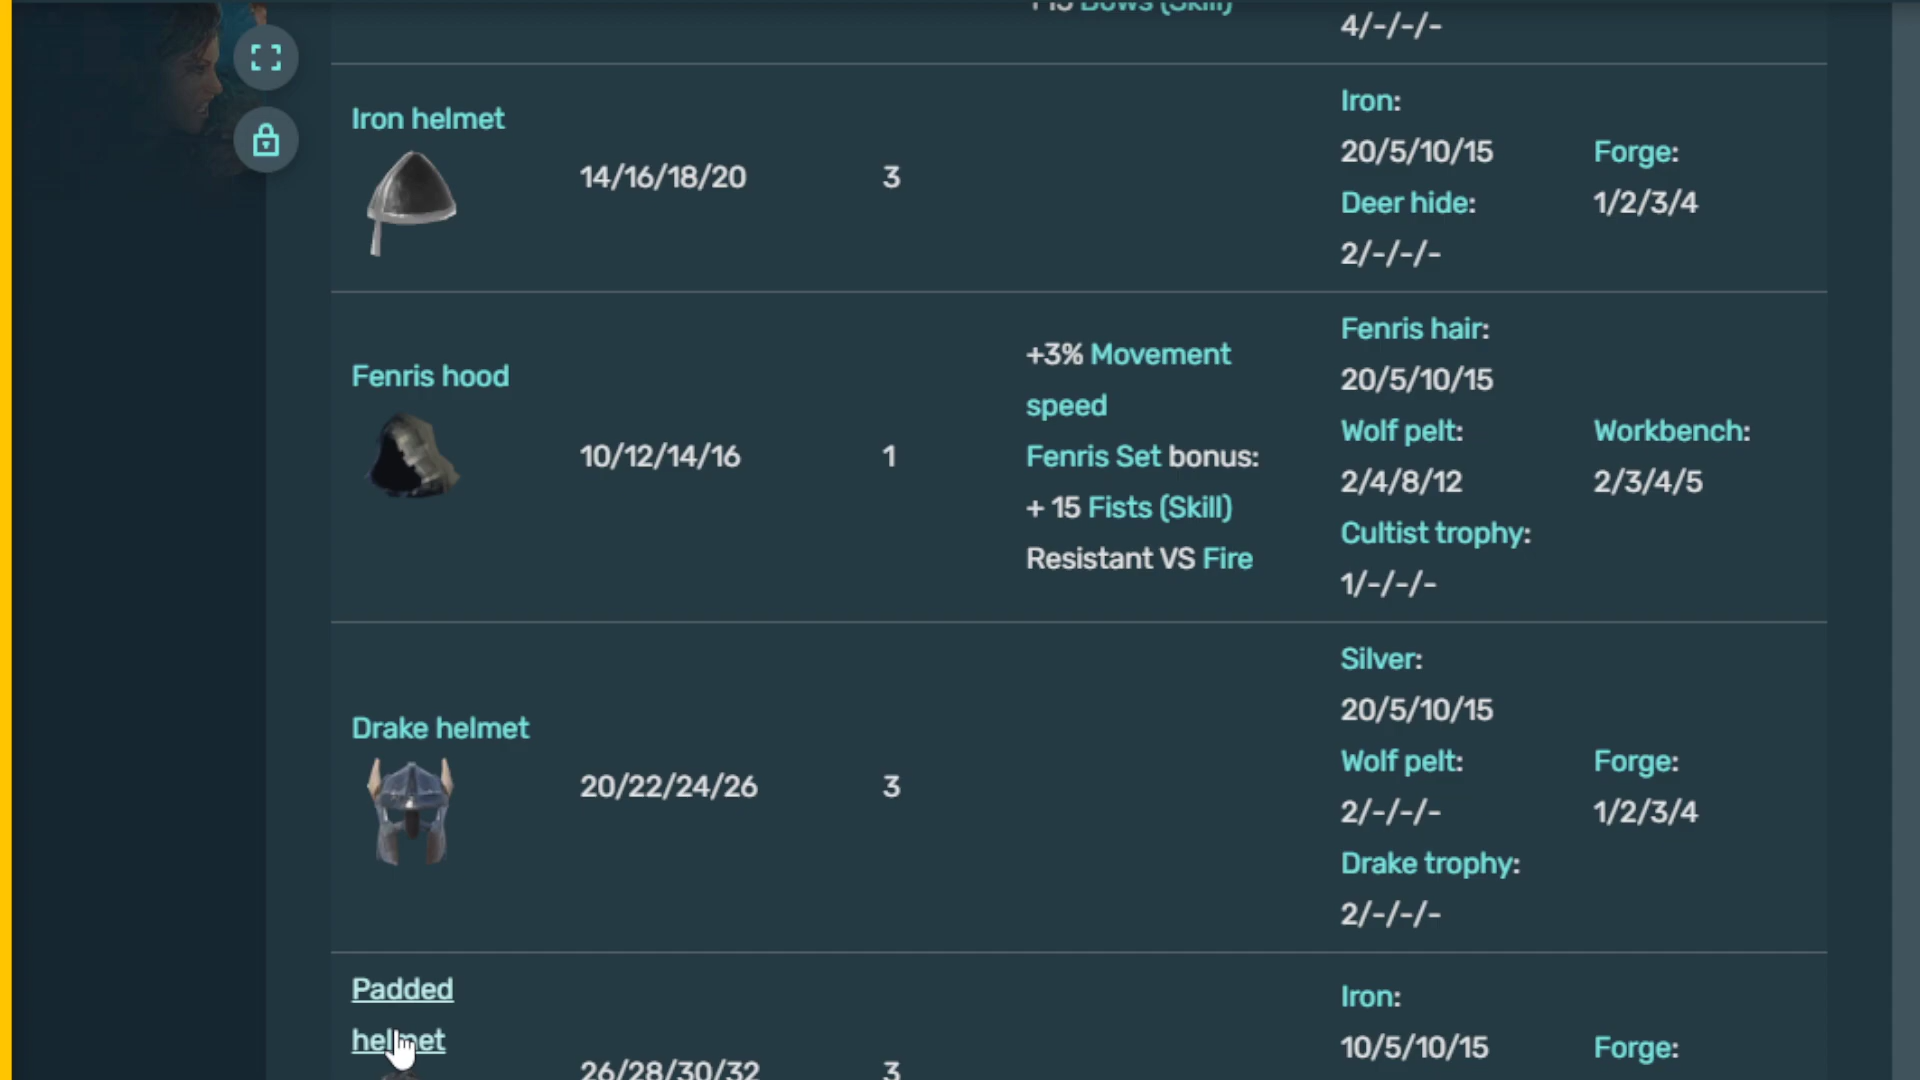 +15 Bows (Skill)
4/-/-/-
Iron helmet
14/16/18/20
3
Iron:
20/5/10/15
Deer hide:
2/-/-/-
Forge:
1/2/3/4
Fenris hood
10/12/14/16
1
+3% Movement
speed
Fenris Set bonus:
+ 15 Fists (Skill)
Resistant VS Fire
Fenris hair:
20/5/10/15
Wolf pelt:
2/4/8/12
Cultist trophy:
1/-/-/-
Workbench:
2/3/4/5
Drake helmet
20/22/24/26
3
Silver:
20/5/10/15
Wolf pelt:
2/-/-/-
Drake trophy:
2/-/-/-
Forge:
1/2/3/4
Padded
helmet
26/28/30/32
3
Iron:
10/5/10/15
Forge: